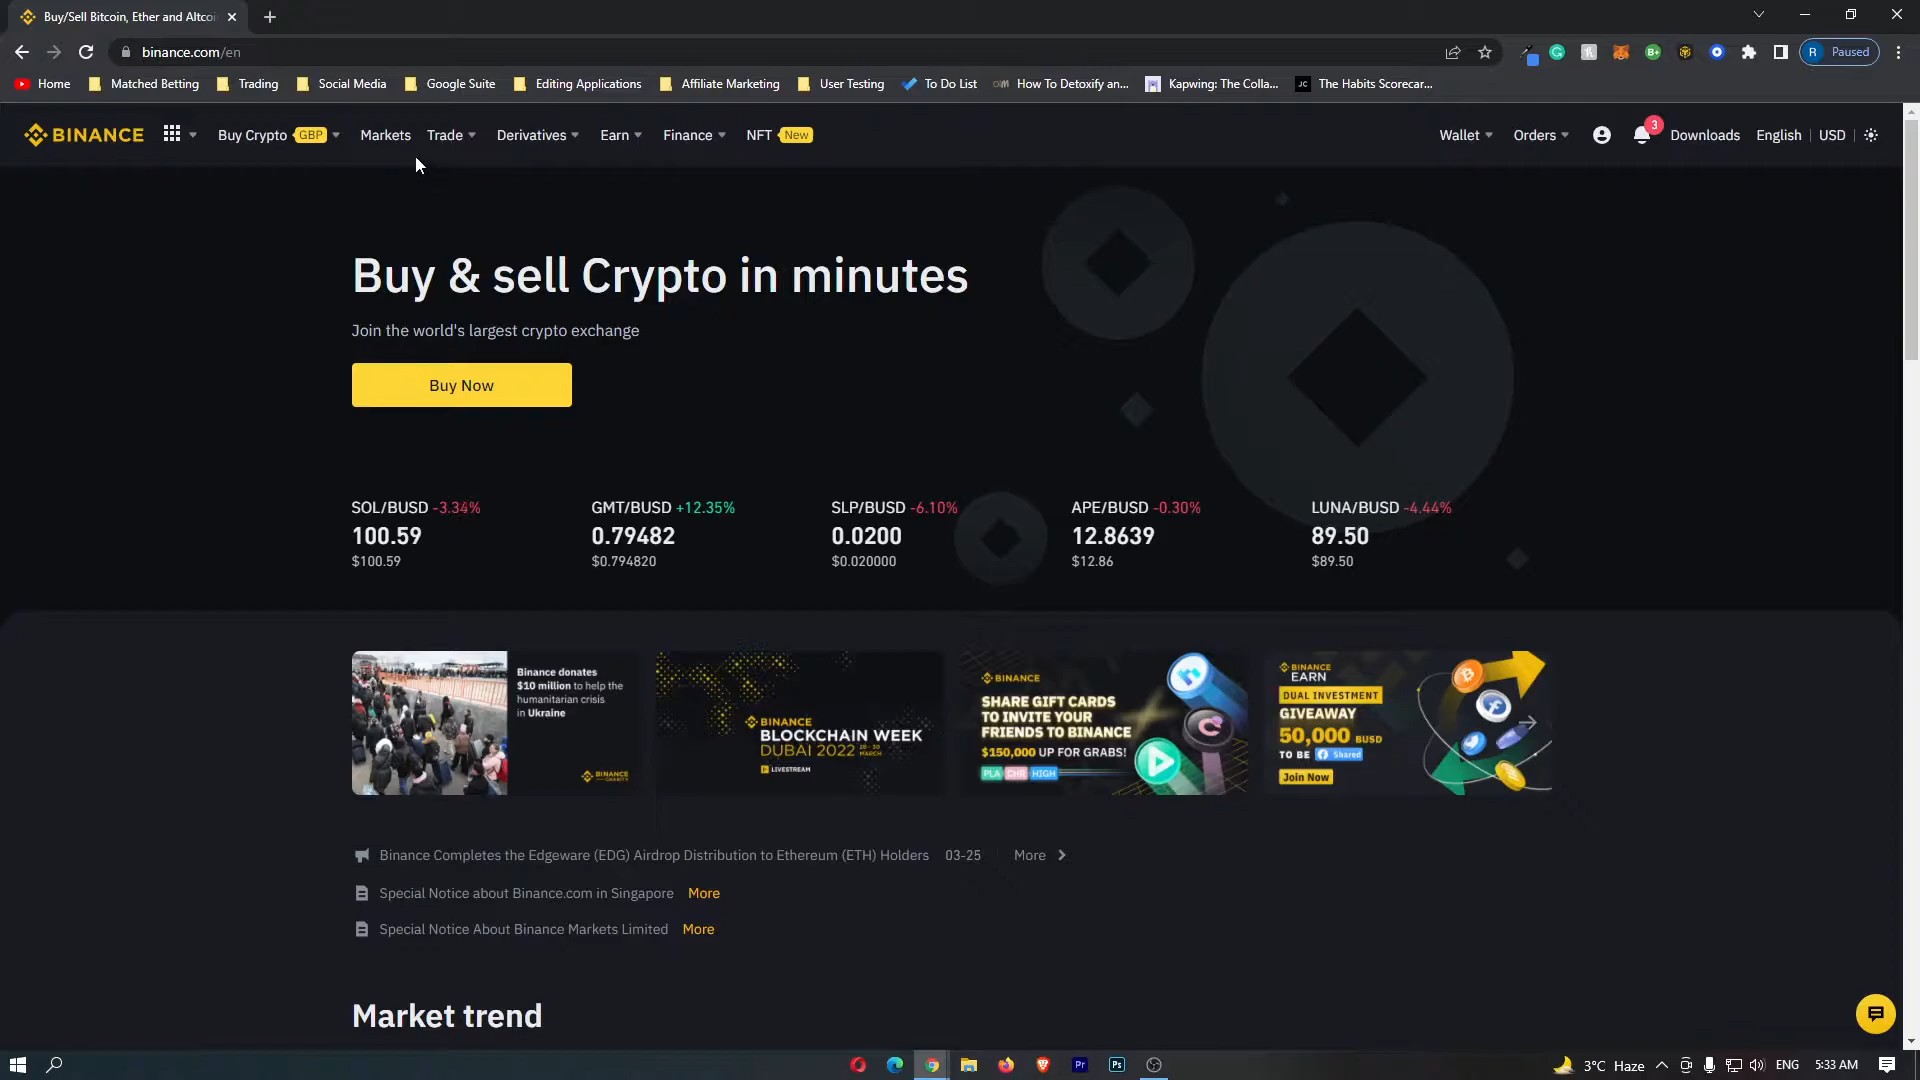 Buy/Sell Bitcoin, Ether and Altcoi
binance.com/en
Paused
Home Matched Betting Trading Social Media Google Suite Editing Applications Affiliate Marketing User Testing To Do List How To Detoxify an... Kapwing: The Colla... The Habits Scorecar...
BINANCE Buy Crypto GBP Markets Trade Derivatives Earn Finance NFT New Wallet Orders 3 Downloads English USD
Buy & sell Crypto in minutes
Join the world's largest crypto exchange
Buy Now
SOL/BUSD -3.34% GMT/BUSD +12.35% SLP/BUSD -6.10% APE/BUSD -0.30% LUNA/BUSD -4.44%
100.59 0.79482 0.0200 12.8639 89.50
$100.59 $0.794820 $0.020000 $12.86 $89.50
Binance donates
$10 million to help the
humanitarian crisis
in Ukraine
BINANCE
CHARITY
BINANCE
BLOCKCHAIN WEEK
DUBAI 2022 28-30 MARCH
LIVESTREAM
BINANCE
SHARE GIFT CARDS
TO INVITE YOUR
FRIENDS TO BINANCE
$150,000 UP FOR GRABS!
PLA CHR HIGH
BINANCE
EARN
DUAL INVESTMENT
GIVEAWAY
50,000 BUSD
TO BE Shared
Join Now
Binance Completes the Edgeware (EDG) Airdrop Distribution to Ethereum (ETH) Holders 03-25 More
Special Notice about Binance.com in Singapore More
Special Notice About Binance Markets Limited More
Market trend
3°C Haze ENG 5:33 AM